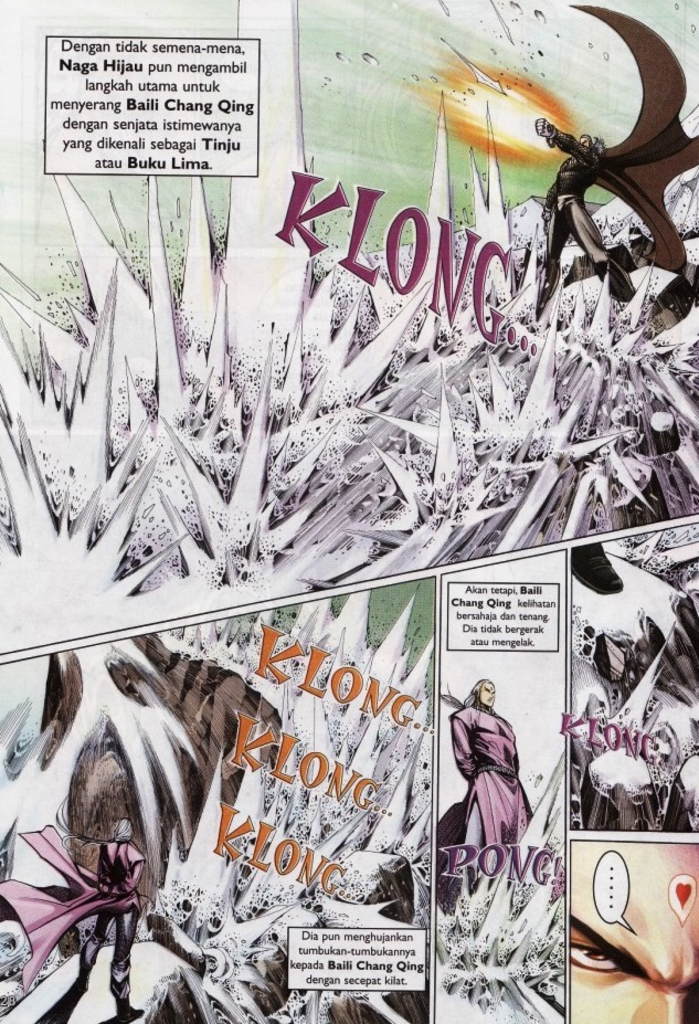 Dengan tidak semena-mena,
Naga Hijau pun mengambil
langkah utama untuk
menyerang Baili Chang Qing
dengan senjata istimewanya
yang dikenali sebagai Tinju
atau Buku Lima.
KLONG...
KLONG...
KLONG...
KLONG...
Dia pun menghujankan
tumbukan-tumbukannya
kepada Baili Chang Qing
dengan secepat kilat.
Akan tetapi, Baili
Chang Qing kelihatan
bersahaja dan tenang.
Dia tidak bergerak
atau mengelak.
PONG!
KLONG...
......
28